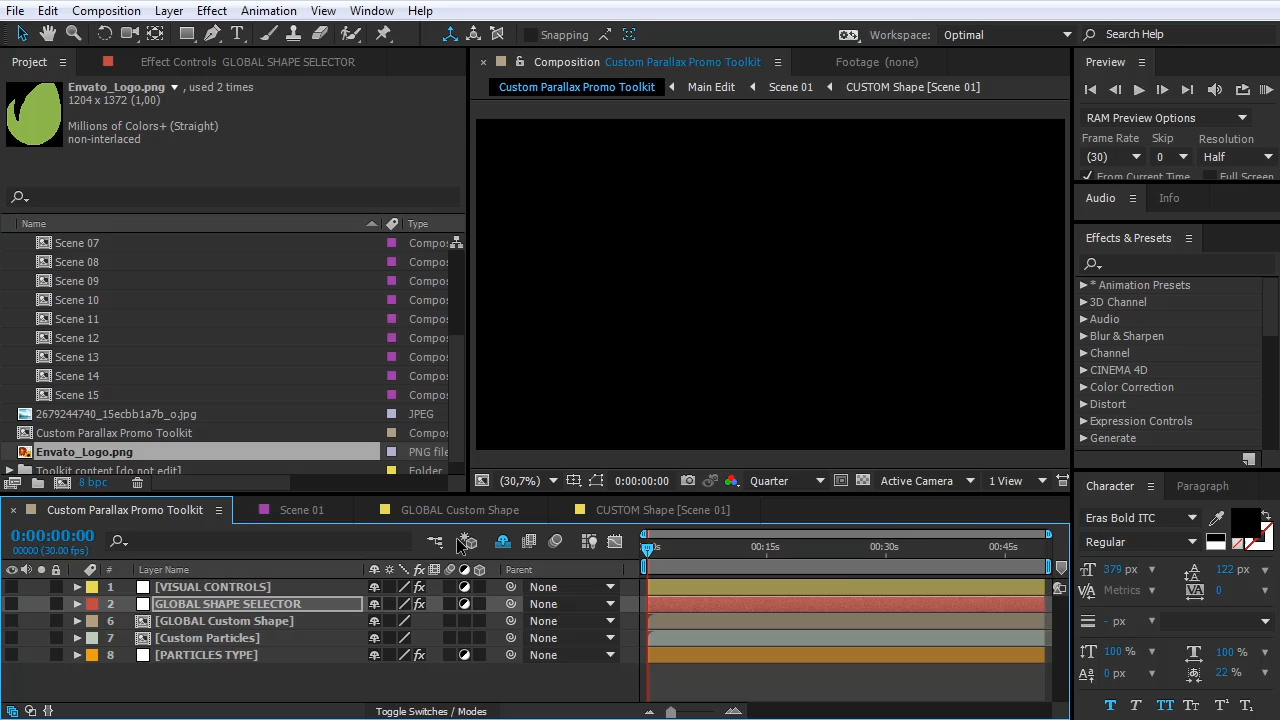 File Edit Composition Layer Effect Animation View Window Help
Snapping
Workspace: Optimal
Search Help
Project
Effect Controls GLOBAL SHAPE SELECTOR
Composition Custom Parallax Promo Toolkit
Footage (none)
Preview
Envato_Logo.png , used 2 times
1204 x 1372 (1,00)
Millions of Colors+ (Straight)
non-interlaced
Custom Parallax Promo Toolkit
Main Edit
Scene 01
CUSTOM Shape [Scene 01]
RAM Preview Options
Frame Rate Skip Resolution
(30) 0 Half
From Current Time Full Screen
Audio Info
Effects & Presets
* Animation Presets
3D Channel
Audio
Blur & Sharpen
Channel
CINEMA 4D
Color Correction
Distort
Expression Controls
Generate
Name Type
Scene 07 Compo
Scene 08 Compo
Scene 09 Compo
Scene 10 Compo
Scene 11 Compo
Scene 12 Compo
Scene 13 Compo
Scene 14 Compo
Scene 15 Compo
2679244740_15ecbb1a7b_o.jpg JPEG
Custom Parallax Promo Toolkit Compo
Envato_Logo.png PNG file
Toolkit content [do not edit] Folder
8 bpc
(30,7%) 0:00:00:00 Quarter Active Camera 1 View
Character Paragraph
Eras Bold ITC
Regular
379 px 122 px
Metrics 0
- px
100 % 100 %
0 px 22 %
T T TT Tт T¹ T₁
Custom Parallax Promo Toolkit
Scene 01
GLOBAL Custom Shape
CUSTOM Shape [Scene 01]
0:00:00:00
00000 (30.00 fps)
0s 00:15s 00:30s 00:45s
# Layer Name Parent
1 [VISUAL CONTROLS] None
2 GLOBAL SHAPE SELECTOR None
6 [GLOBAL Custom Shape] None
7 [Custom Particles] None
8 [PARTICLES TYPE] None
Toggle Switches / Modes